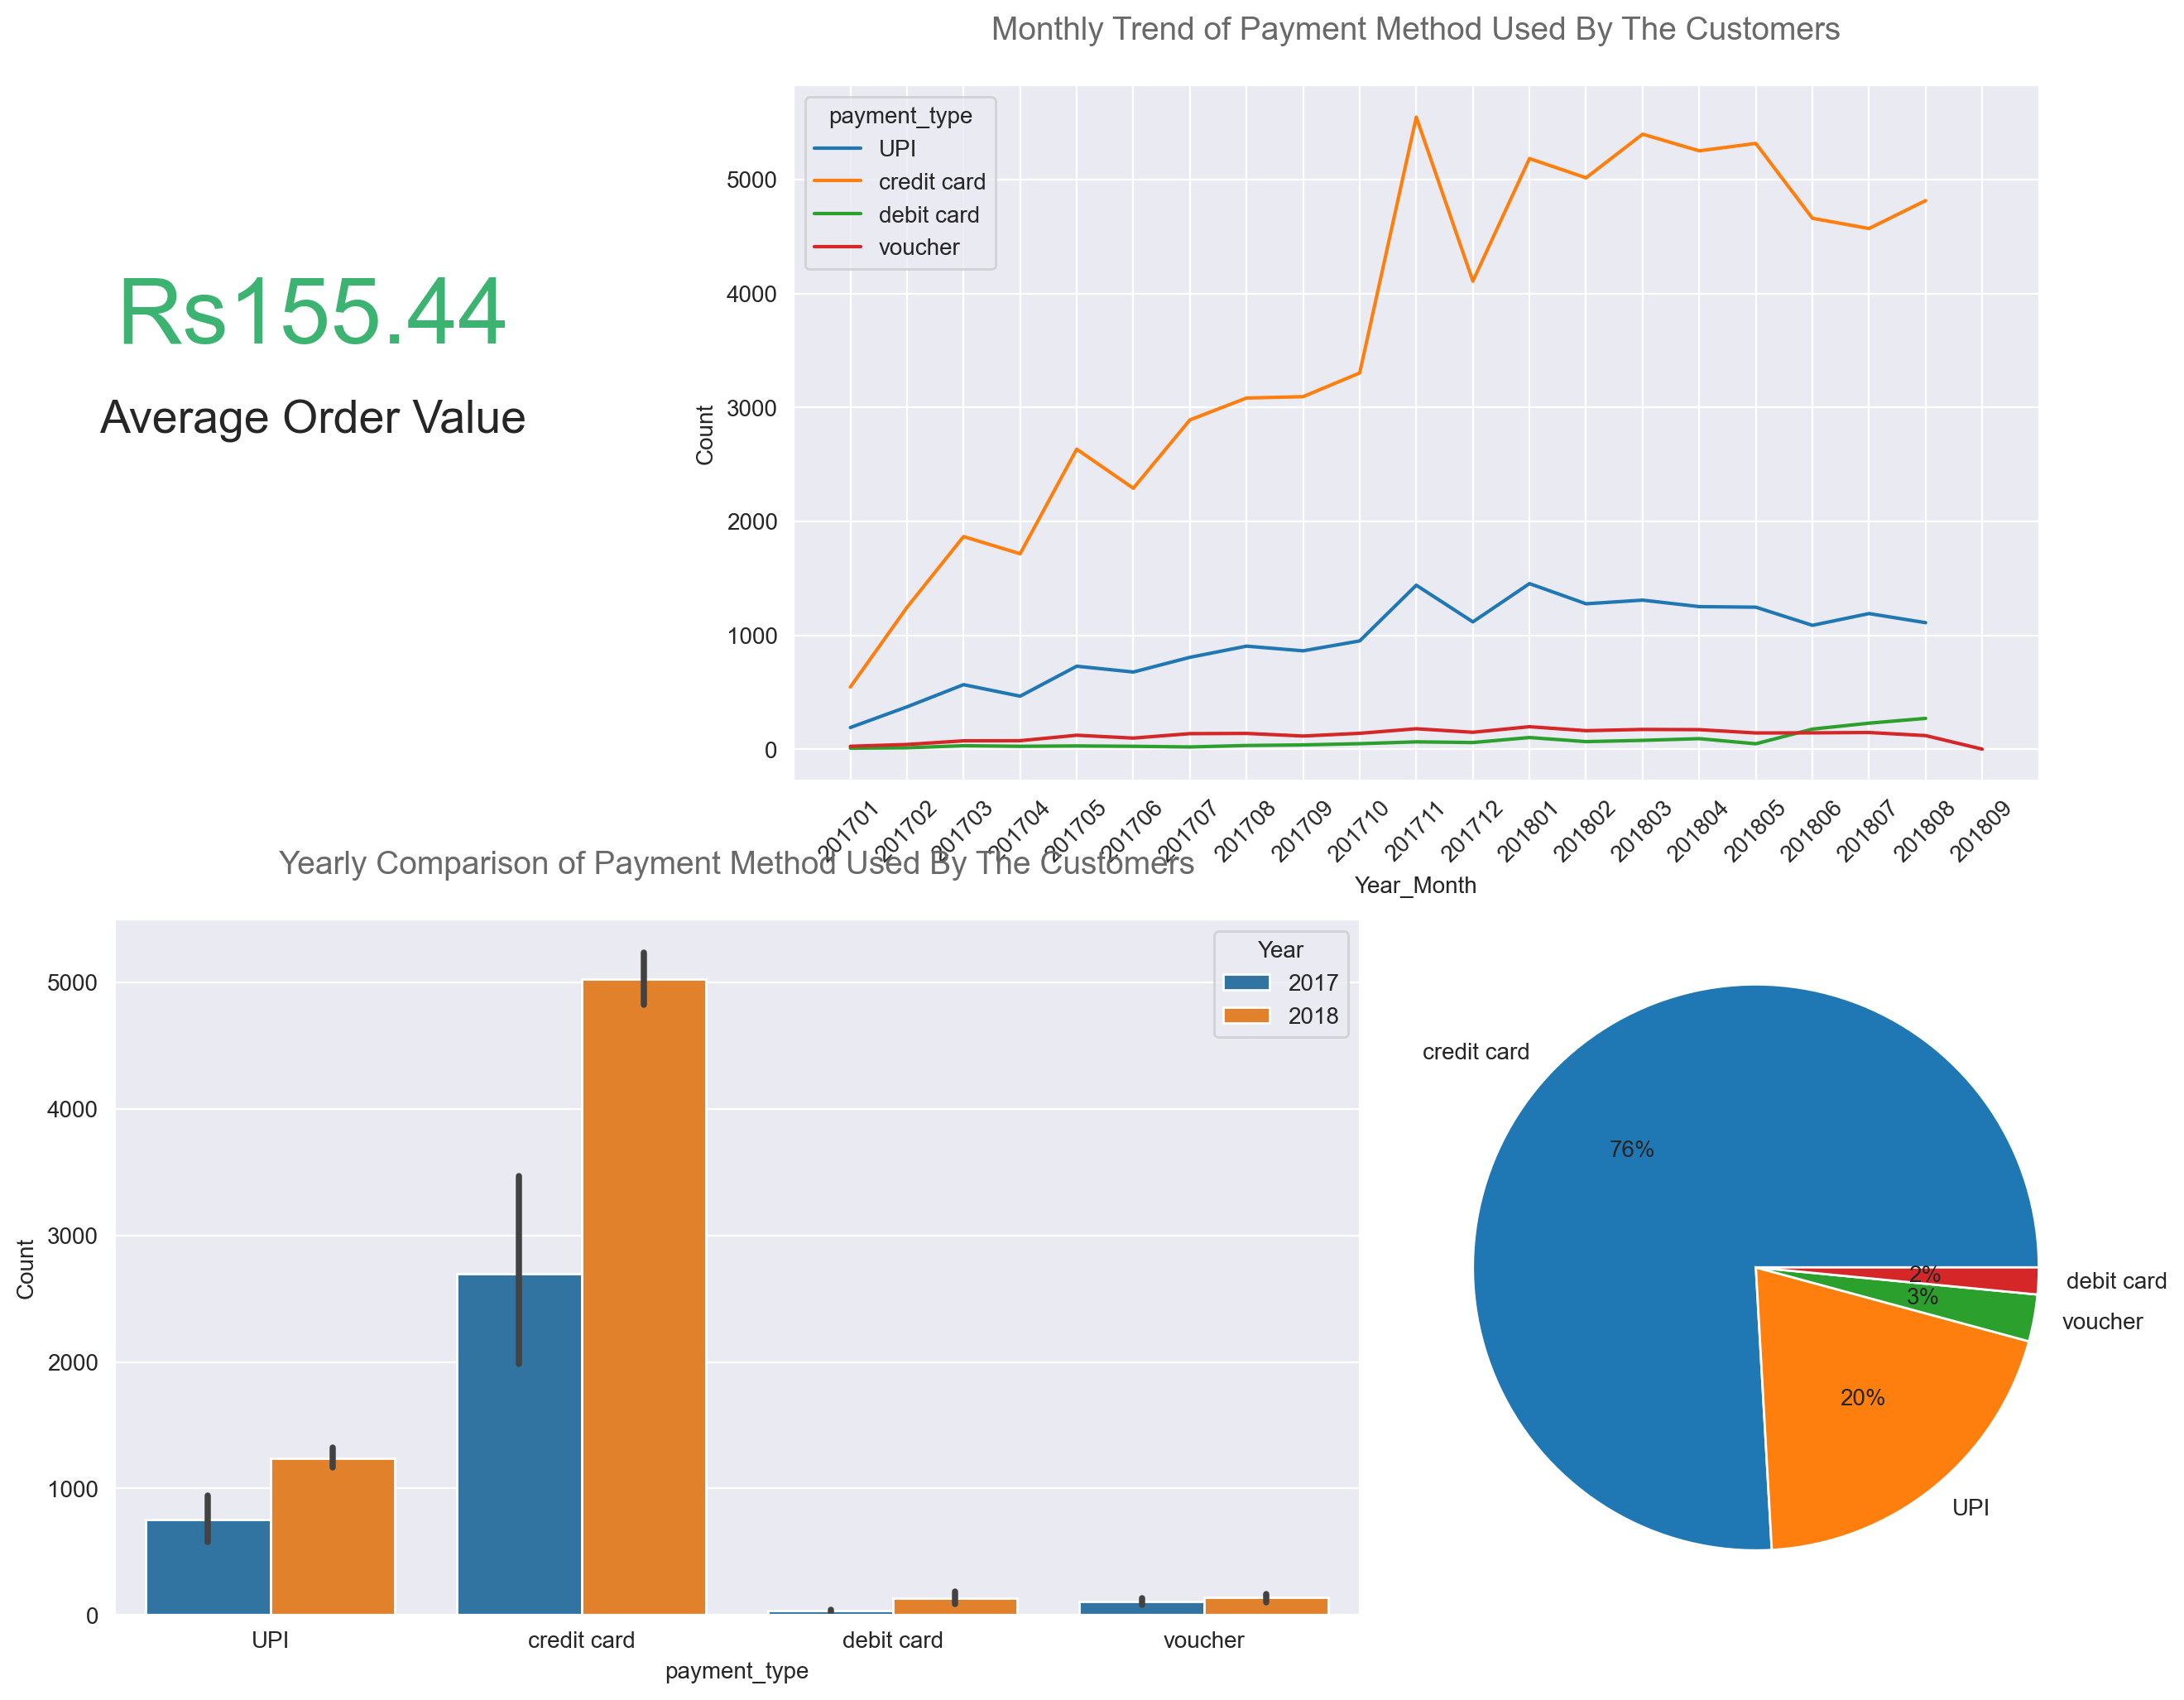 Monthly Trend of Payment Method Used By The Customers
Rs155.44
Average Order Value
payment_type
UPI
credit card
debit card
voucher
Count
5000
4000
3000
2000
1000
0
201701
201702
201703
201704
201705
201706
201707
201708
201709
201710
201711
201712
201801
201802
201803
201804
201805
201806
201807
201808
201809
Year_Month
Yearly Comparison of Payment Method Used By The Customers
Year
2017
2018
Count
5000
4000
3000
2000
1000
0
UPI
credit card
debit card
voucher
payment_type
credit card
76%
2%
debit card
3%
voucher
20%
UPI